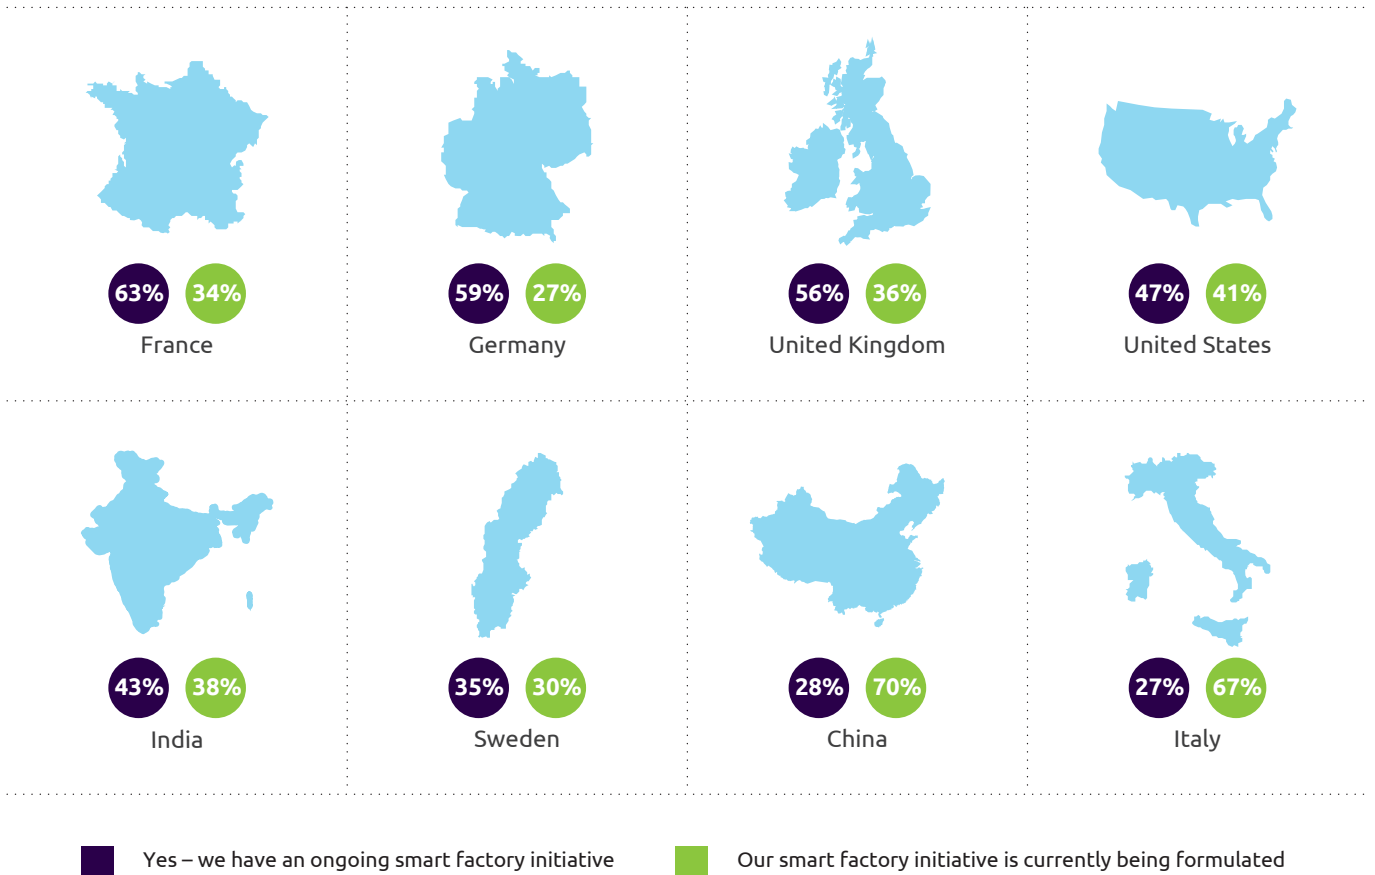 63% 34%
France
59% 27%
Germany
56% 36%
United Kingdom
47% 41%
United States
43% 38%
India
35% 30%
Sweden
28% 70%
China
27% 67%
Italy
Yes – we have an ongoing smart factory initiative
Our smart factory initiative is currently being formulated